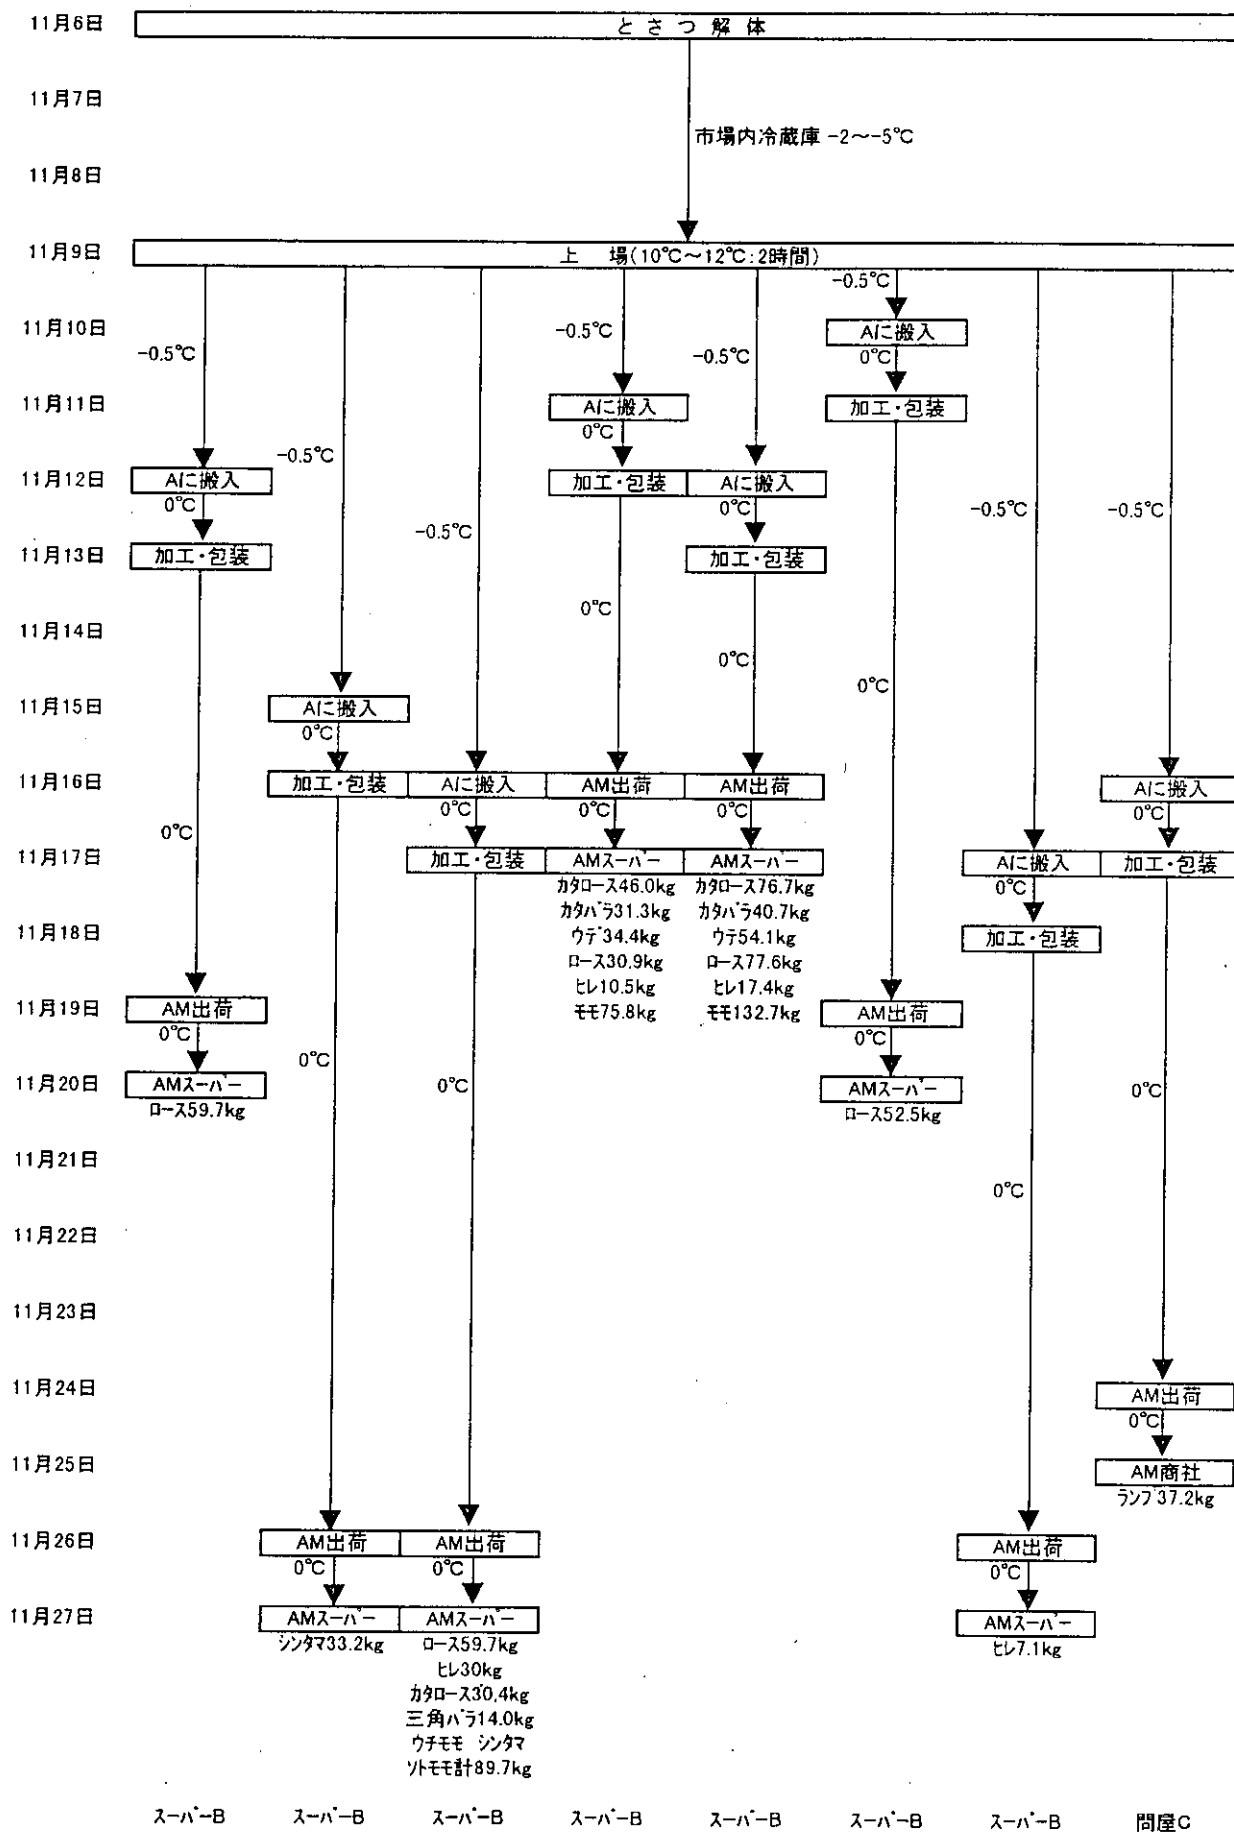 11月6日
とさつ解体
11月7日
市場内冷蔵庫 -2～-5℃
11月8日
11月9日
上 場(10℃～12℃:2時間)
-0.5℃
11月10日
-0.5℃
Aに搬入
-0.5℃
-0.5℃
0℃
11月11日
Aに搬入
加工・包装
0℃
-0.5℃
11月12日
Aに搬入
加工・包装
Aに搬入
0℃
0℃
-0.5℃
-0.5℃
-0.5℃
11月13日
加工・包装
加工・包装
0℃
11月14日
0℃
0℃
11月15日
Aに搬入
0℃
11月16日
加工・包装
Aに搬入
AM出荷
AM出荷
Aに搬入
0℃
0℃
0℃
0℃
0℃
11月17日
加工・包装
AMスーパー
AMスーパー
Aに搬入
加工・包装
カタロース46.0kg
カタロース76.7kg
0℃
カタバラ31.3kg
カタバラ40.7kg
11月18日
ウデ34.4kg
ウデ54.1kg
加工・包装
ロース30.9kg
ロース77.6kg
ヒレ10.5kg
ヒレ17.4kg
11月19日
AM出荷
モモ75.8kg
モモ132.7kg
AM出荷
0℃
0℃
0℃
11月20日
AMスーパー
0℃
AMスーパー
0℃
ロース59.7kg
ロース52.5kg
11月21日
0℃
11月22日
11月23日
11月24日
AM出荷
0℃
11月25日
AM商社
ランプ37.2kg
11月26日
AM出荷
AM出荷
AM出荷
0℃
0℃
0℃
11月27日
AMスーパー
AMスーパー
AMスーパー
シンタマ33.2kg
ロース59.7kg
ヒレ7.1kg
ヒレ30kg
カタロース30.4kg
三角バラ14.0kg
ウチモモ シンタマ
ソトモモ計89.7kg
スーパーB
スーパーB
スーパーB
スーパーB
スーパーB
スーパーB
スーパーB
問屋C